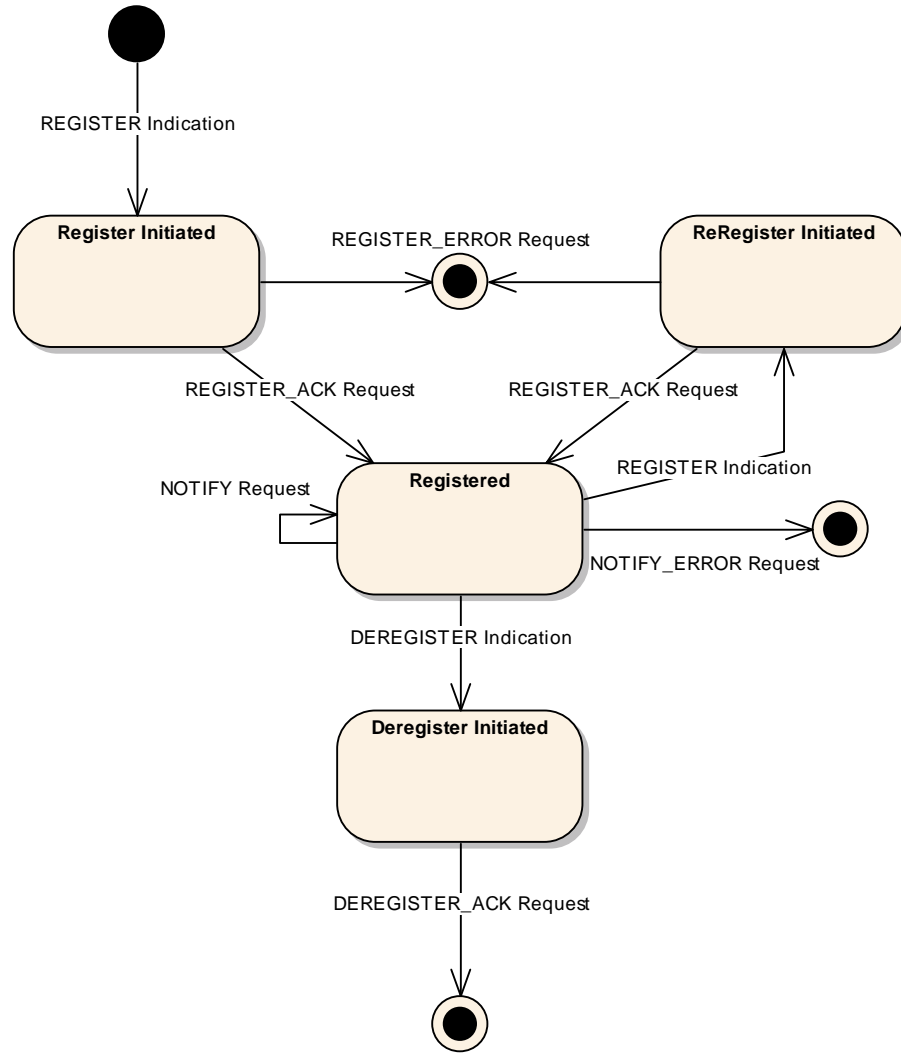 REGISTER Indication
Register Initiated
REGISTER_ERROR Request
ReRegister Initiated
REGISTER_ACK Request
REGISTER_ACK Request
REGISTER Indication
NOTIFY Request
Registered
NOTIFY_ERROR Request
DEREGISTER Indication
Deregister Initiated
DEREGISTER_ACK Request